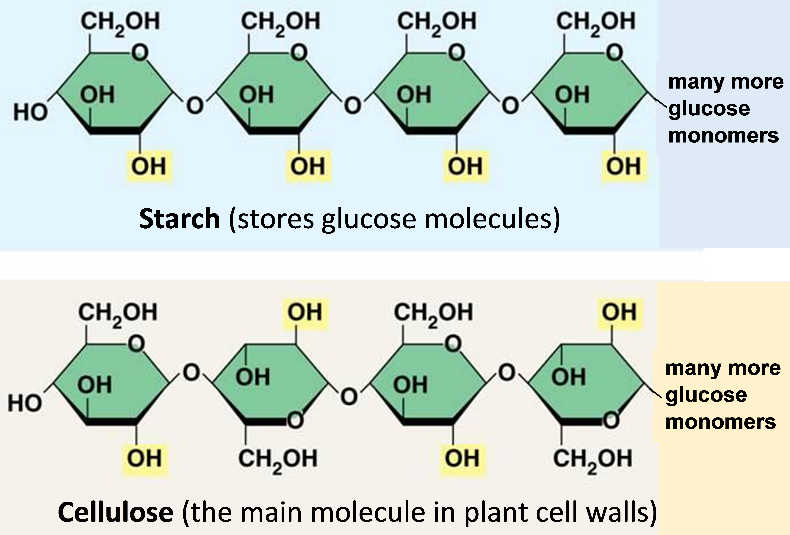 CH2OH CH2OH CH2OH CH2OH
O O O O
OH OH OH OH
HO O O O
many more
glucose
monomers
OH OH OH OH
Starch (stores glucose molecules)
CH2OH OH CH2OH OH
O O
O O
OH OH OH OH
HO O
many more
glucose
monomers
O O
OH CH2OH OH CH2OH
Cellulose (the main molecule in plant cell walls)